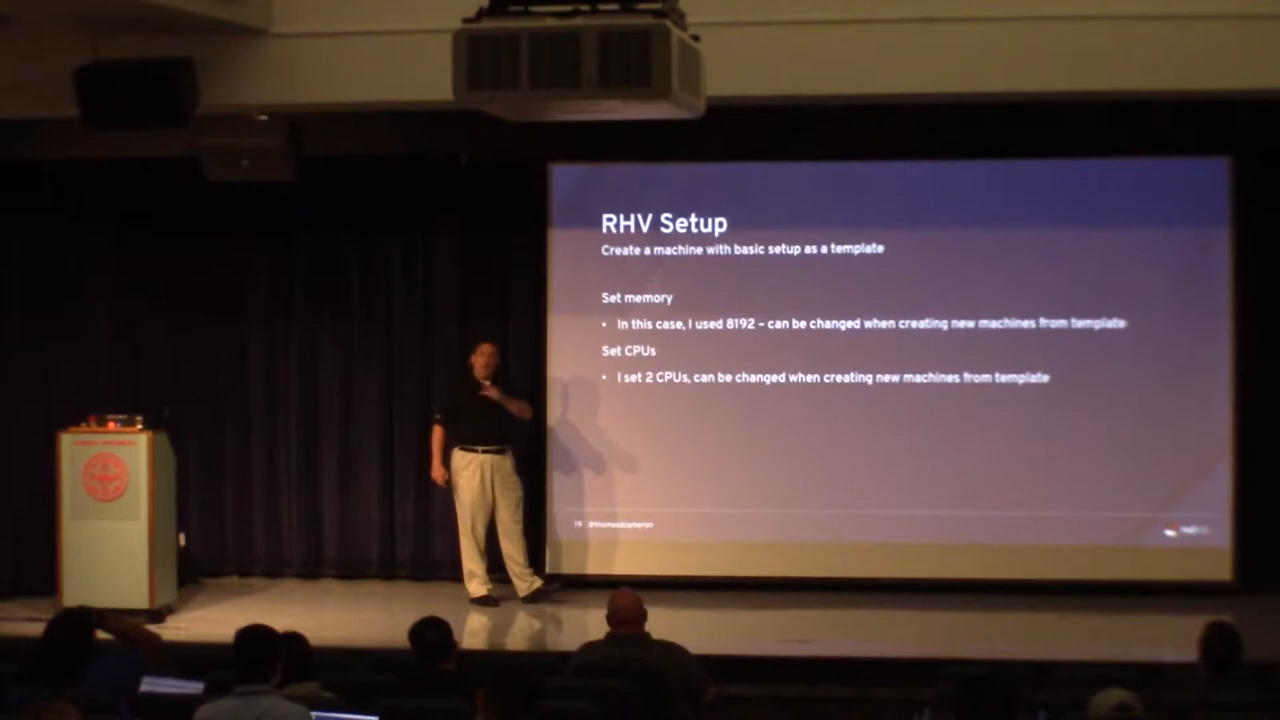 RHV Setup
Create a machine with basic setup as a template
Set memory
• In this case, I used 8192 – can be changed when creating new machines from template
Set CPUs
• I set 2 CPUs, can be changed when creating new machines from template
19 @thomasdcameron